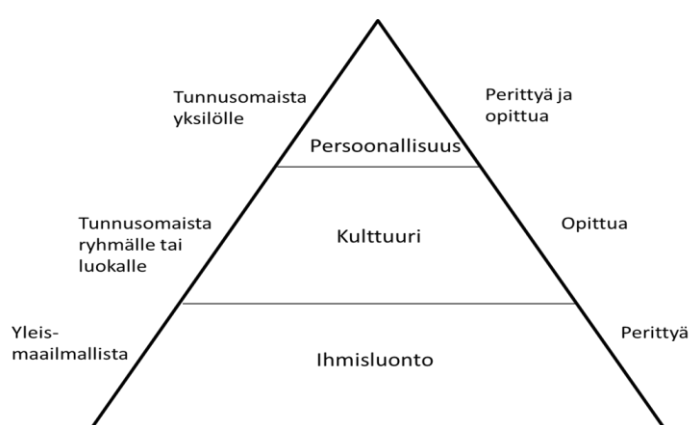 Tunnusomaista
yksilölle
Perittyä ja
opittua
Persoonallisuus
Tunnusomaista
ryhmälle tai
luokalle
Kulttuuri
Opittua
Yleis-
maailmallista
Ihmisluonto
Perittyä